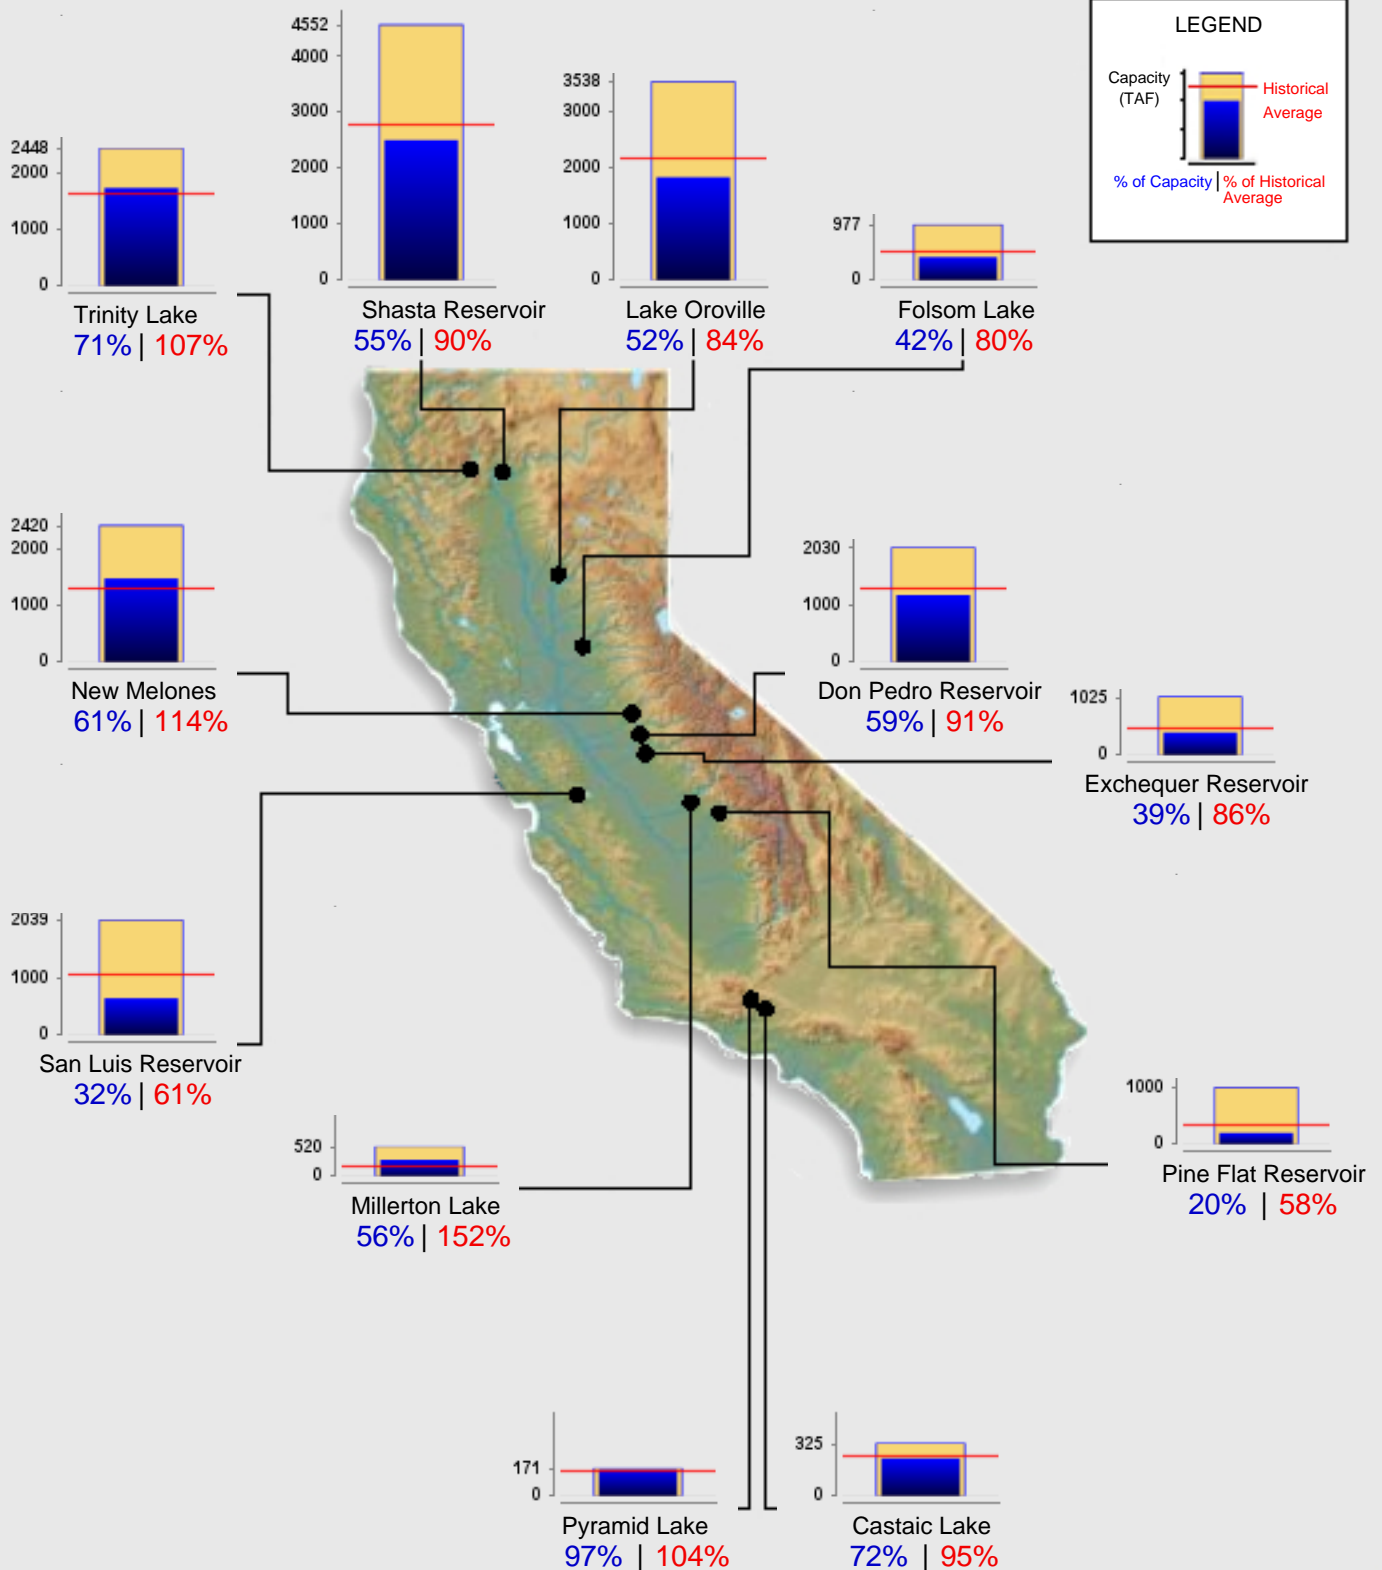 LEGEND
Capacity
(TAF)
Historical
Average
% of Capacity | % of Historical
Average
4552
4000
3000
2000
1000
0
Shasta Reservoir
55% | 90%
3538
3000
2000
1000
0
Lake Oroville
52% | 84%
2448
2000
1000
0
Trinity Lake
71% | 107%
977
0
Folsom Lake
42% | 80%
2420
2000
1000
0
New Melones
61% | 114%
2030
1000
0
Don Pedro Reservoir
59% | 91%
1025
0
Exchequer Reservoir
39% | 86%
2039
1000
0
San Luis Reservoir
32% | 61%
520
0
Millerton Lake
56% | 152%
1000
0
Pine Flat Reservoir
20% | 58%
171
0
Pyramid Lake
97% | 104%
325
0
Castaic Lake
72% | 95%